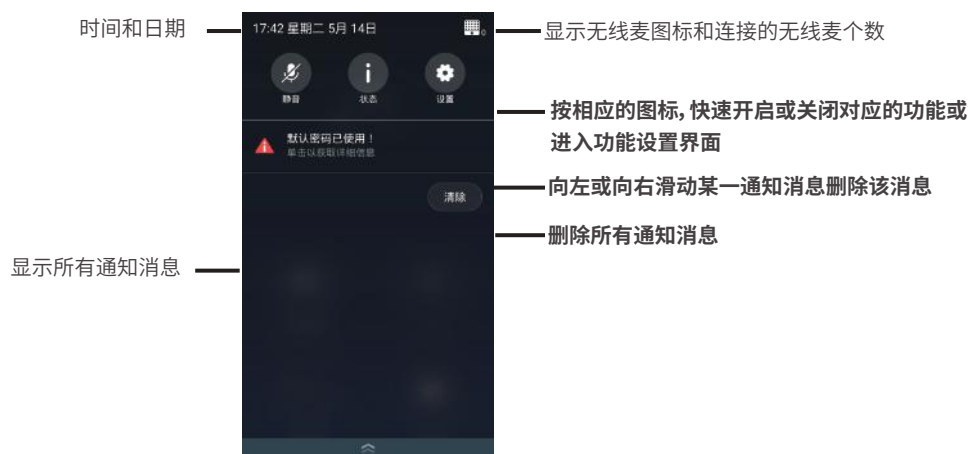 时间和日期
17:42 星期二 5月 14日
0
显示无线麦图标和连接的无线麦个数
静音
状态
设置
按相应的图标, 快速开启或关闭对应的功能或
进入功能设置界面
默认密码已使用！
单击以获取详细信息
向左或向右滑动某一通知消息删除该消息
清除
删除所有通知消息
显示所有通知消息